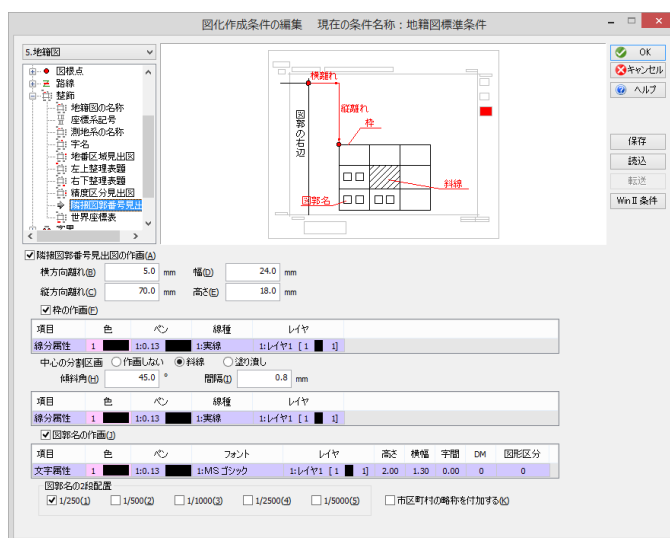 図化作成条件の編集　現在の条件名：地籍図標準条件
5.地籍図
図根点
路線
整飾
地籍図の名称
座標系記号
測地系の名称
字名
地番区域見出図
左上整理表題
右下整理表題
精度区分見出図
隣接図郭番号見出
世界座標表
横離れ
縦離れ
枠
図郭の右辺
斜線
図郭名
OK
キャンセル
ヘルプ
保存
読込
転送
WinⅡ条件
隣接図郭番号見出図の作画(A)
横方向離れ(B) 5.0 mm 幅(D) 24.0 mm
縦方向離れ(C) 70.0 mm 高さ(E) 18.0 mm
枠の作画(F)
項目 色 ペン 線種 レイヤ
線分属性 1 1:0.13 1:実線 1:レイヤ1 [ 1 1]
中心の分割区画 作画しない 斜線 塗り潰し
傾斜角(H) 45.0 ° 間隔(I) 0.8 mm
項目 色 ペン 線種 レイヤ
線分属性 1 1:0.13 1:実線 1:レイヤ1 [ 1 1]
図郭名の作画(J)
項目 色 ペン フォント レイヤ 高さ 横幅 字間 DM 図形区分
文字属性 1 1:0.13 1:MS ゴシック 1:レイヤ1 [ 1 1] 2.00 1.30 0.00 0 0
図郭名の2段配置
1/250(1) 1/500(2) 1/1000(3) 1/2500(4) 1/5000(5) 市区町村の略称を付加する(K)